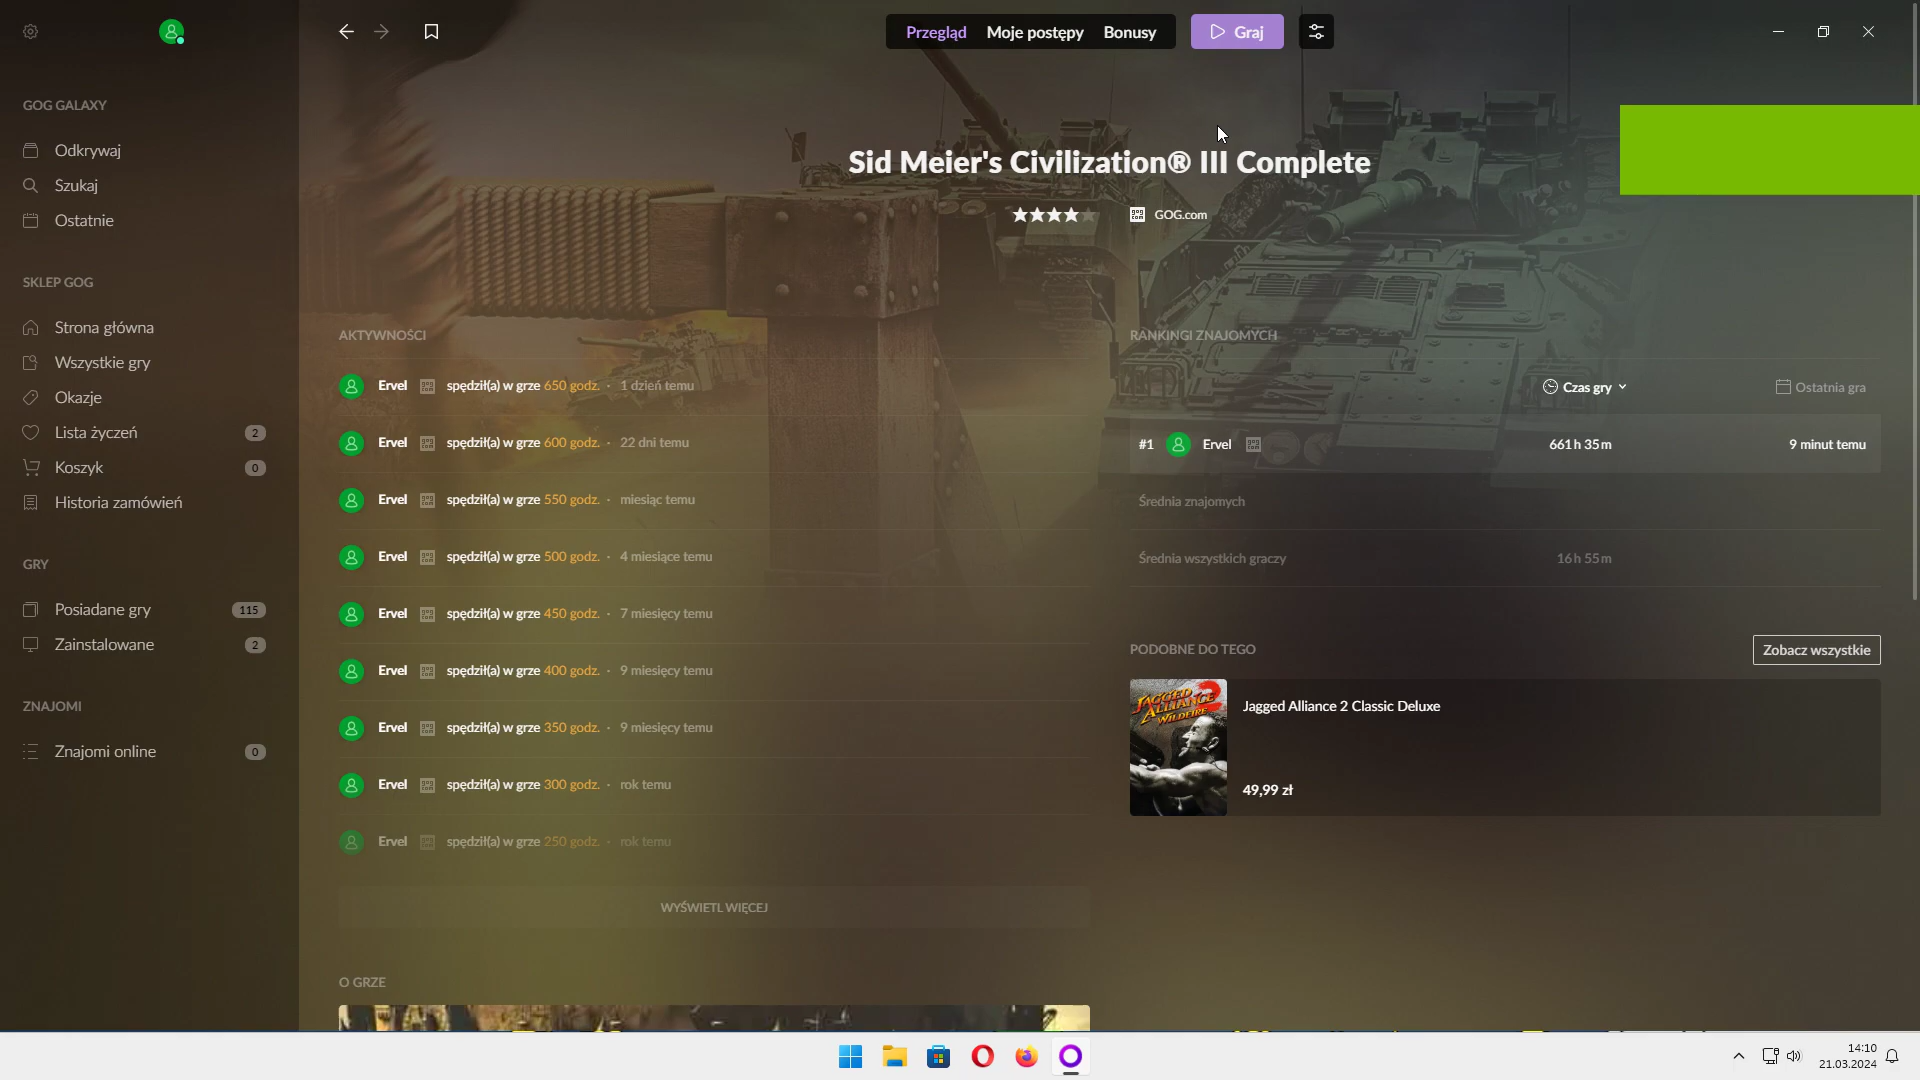 Przegląd
Moje postępy
Bonusy
Graj
GOG GALAXY
Odkrywaj
Szukaj
Ostatnie
SKLEP GOG
Strona główna
Wszystkie gry
Okazje
Lista życzeń 2
Koszyk 0
Historia zamówień
GRY
Posiadane gry 115
Zainstalowane 2
ZNAJOMI
Znajomi online 0
Sid Meier's Civilization® III Complete
GOG.com
AKTYWNOŚCI
Ervel spędził(a) w grze 650 godz. · 1 dzień temu
Ervel spędził(a) w grze 600 godz. · 22 dni temu
Ervel spędził(a) w grze 550 godz. · miesiąc temu
Ervel spędził(a) w grze 500 godz. · 4 miesiące temu
Ervel spędził(a) w grze 450 godz. · 7 miesięcy temu
Ervel spędził(a) w grze 400 godz. · 9 miesięcy temu
Ervel spędził(a) w grze 350 godz. · 9 miesięcy temu
Ervel spędził(a) w grze 300 godz. · rok temu
Ervel spędził(a) w grze 250 godz. · rok temu
WYŚWIETL WIĘCEJ
O GRZE
RANKINGI ZNAJOMYCH
Czas gry
Ostatnia gra
#1 Ervel 661 h 35 m 9 minut temu
Średnia znajomych
Średnia wszystkich graczy 16 h 55 m
PODOBNE DO TEGO
Zobacz wszystkie
JAGGED ALLIANCE 2
WILDFIRE
Jagged Alliance 2 Classic Deluxe
49,99 zł
14:10
21.03.2024